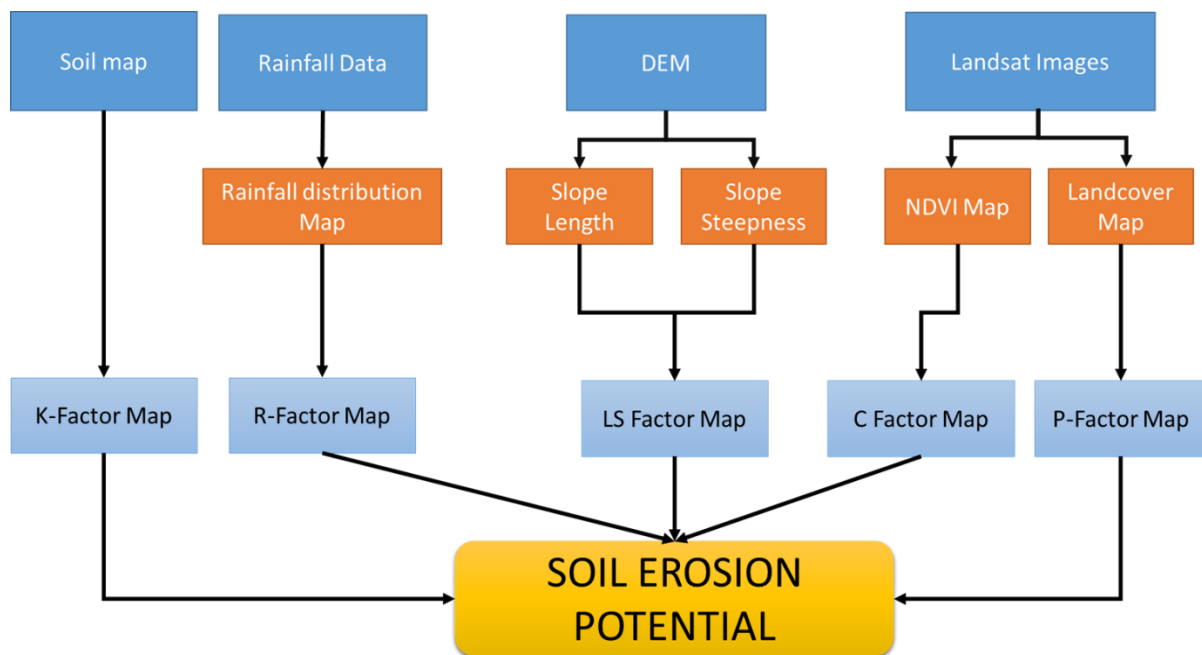 Soil map
Rainfall Data
DEM
Landsat Images
Rainfall distribution
Map
Slope
Length
Slope
Steepness
NDVI Map
Landcover
Map
K-Factor Map
R-Factor Map
LS Factor Map
C Factor Map
P-Factor Map
SOIL EROSION
POTENTIAL